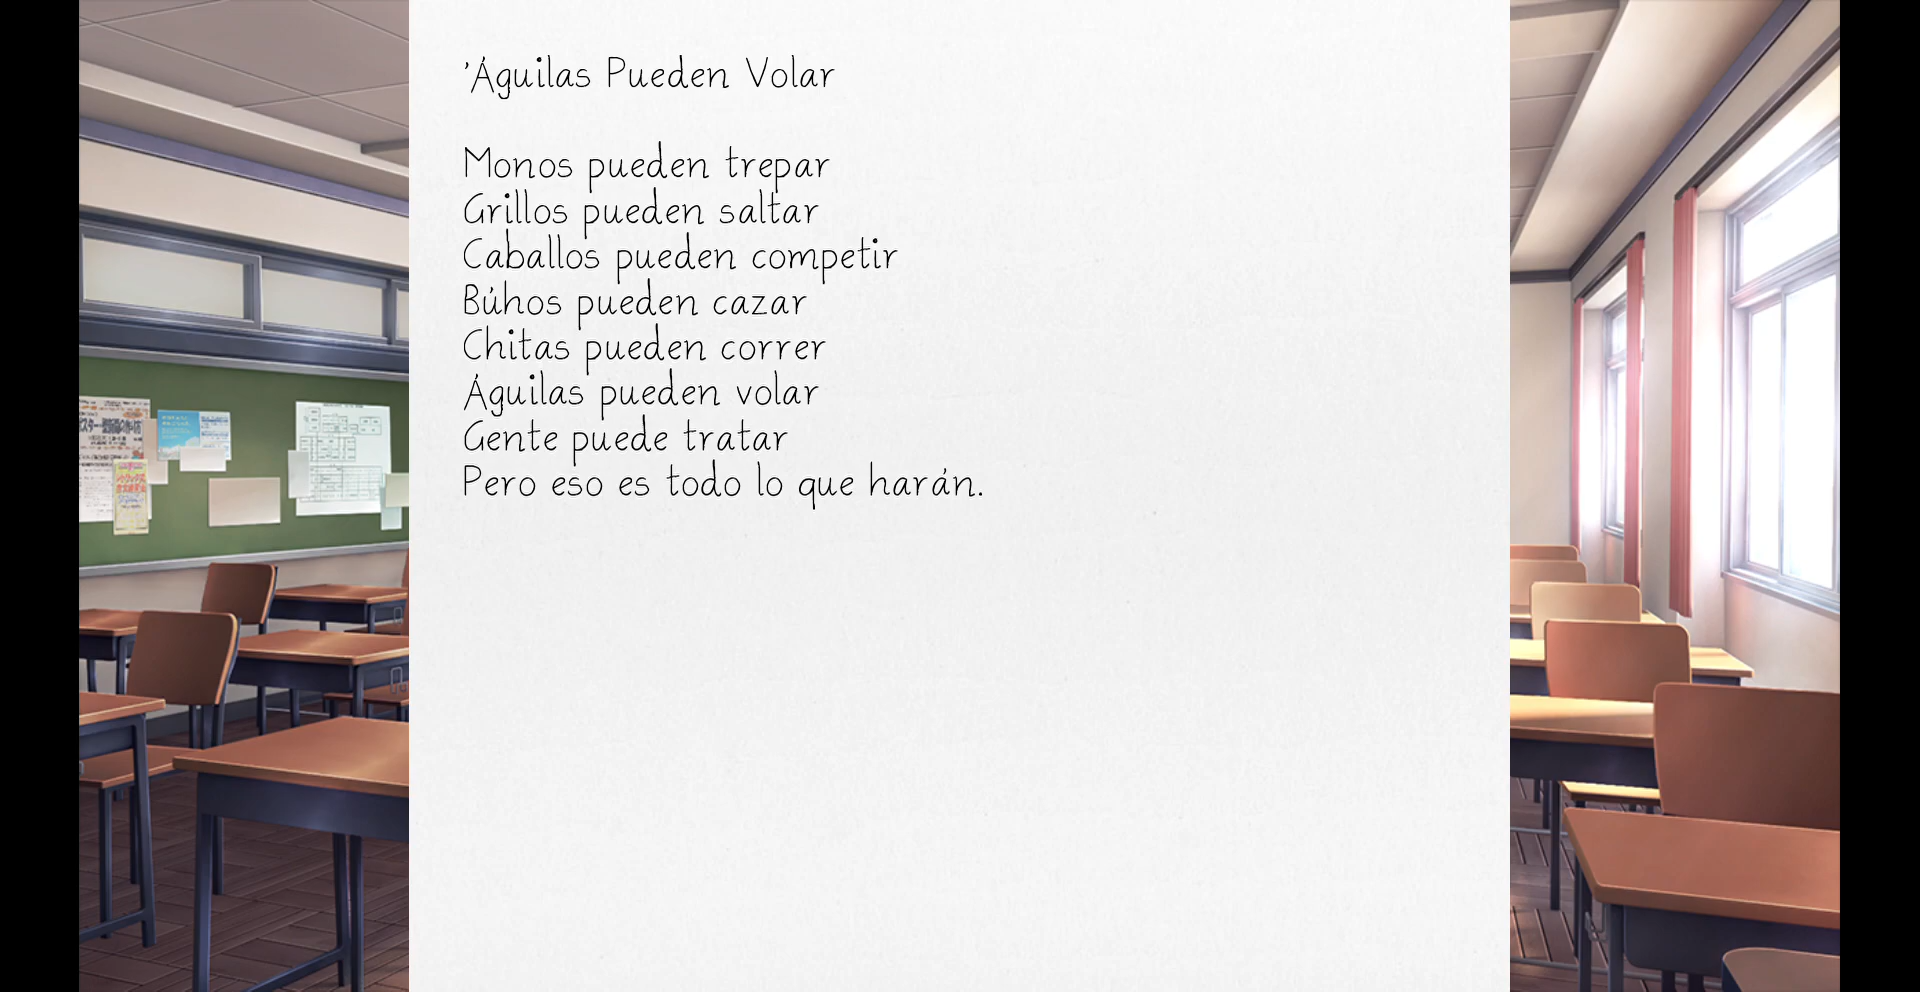 'Águilas Pueden Volar
Monos pueden trepar
Grillos pueden saltar
Caballos pueden competir
Búhos pueden cazar
Chitas pueden correr
Águilas pueden volar
Gente puede tratar
Pero eso es todo lo que harán.